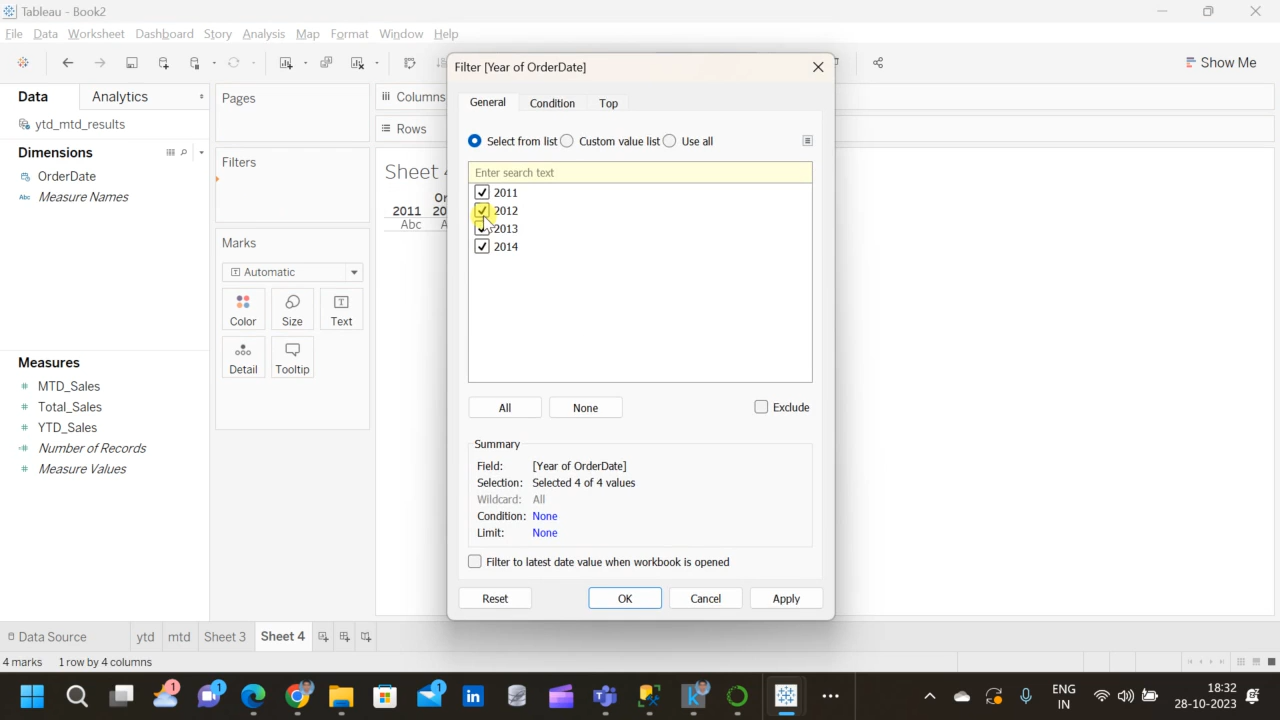 Tableau - Book2
File Data Worksheet Dashboard Story Analysis Map Format Window Help
Show Me
Data Analytics
ytd_mtd_results
Dimensions
OrderDate
Abc Measure Names
Measures
MTD_Sales
Total_Sales
YTD_Sales
Number of Records
Measure Values
Pages
Filters
Marks
Automatic
Color Size Text
Detail Tooltip
Columns
Rows
Sheet 4
2011
Abc
Filter [Year of OrderDate]
General Condition Top
Select from list Custom value list Use all
Enter search text
2011
2012
2013
2014
All None Exclude
Summary
Field: [Year of OrderDate]
Selection: Selected 4 of 4 values
Wildcard: All
Condition: None
Limit: None
Filter to latest date value when workbook is opened
Reset OK Cancel Apply
Data Source ytd mtd Sheet 3 Sheet 4
4 marks 1 row by 4 columns
1 1 1
ENG
IN
18:32
28-10-2023